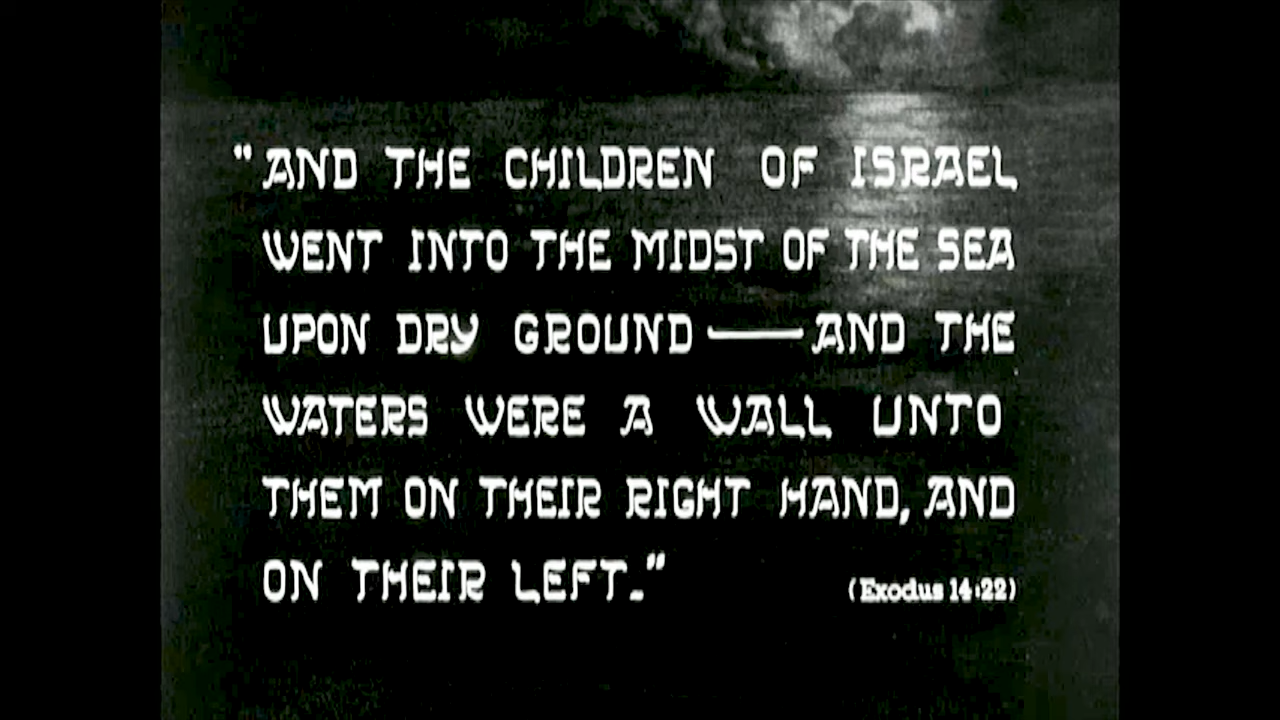 "AND THE CHILDREN OF ISRAEL
WENT INTO THE MIDST OF THE SEA
UPON DRY GROUND — AND THE
WATERS WERE A WALL UNTO
THEM ON THEIR RIGHT HAND, AND
ON THEIR LEFT."
(Exodus 14:22)